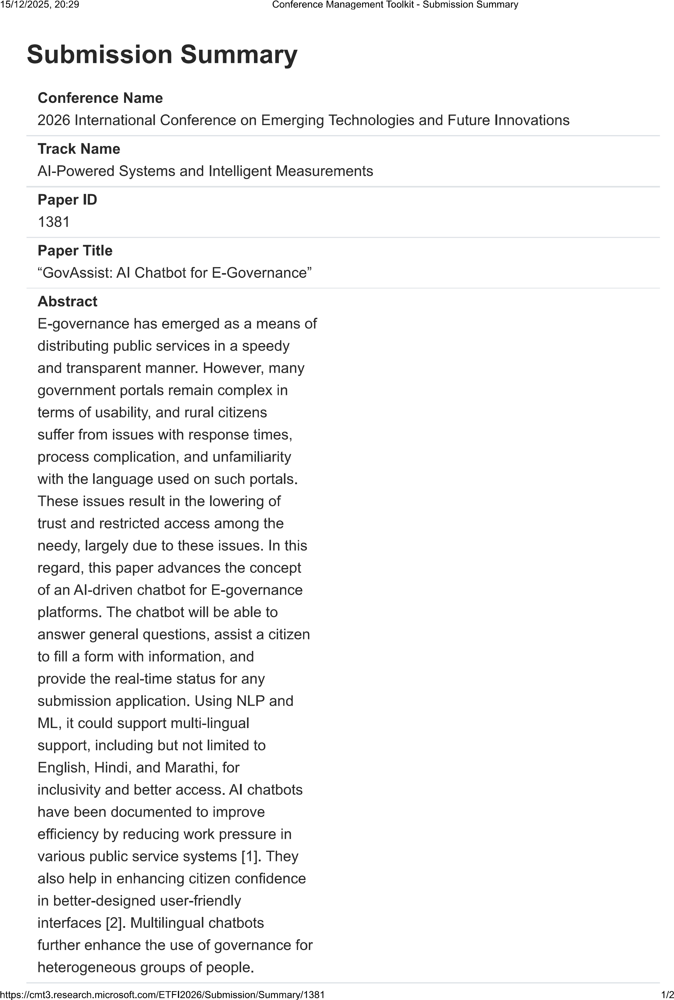 15/12/2025, 20:29 Conference Management Toolkit - Submission Summary
Submission Summary
Conference Name
2026 International Conference on Emerging Technologies and Future Innovations
Track Name
AI-Powered Systems and Intelligent Measurements
Paper ID
1381
Paper Title
“GovAssist: AI Chatbot for E-Governance”
Abstract
E-governance has emerged as a means of
distributing public services in a speedy
and transparent manner. However, many
government portals remain complex in
terms of usability, and rural citizens
suffer from issues with response times,
process complication, and unfamiliarity
with the language used on such portals.
These issues result in the lowering of
trust and restricted access among the
needy, largely due to these issues. In this
regard, this paper advances the concept
of an AI-driven chatbot for E-governance
platforms. The chatbot will be able to
answer general questions, assist a citizen
to fill a form with information, and
provide the real-time status for any
submission application. Using NLP and
ML, it could support multi-lingual
support, including but not limited to
English, Hindi, and Marathi, for
inclusivity and better access. AI chatbots
have been documented to improve
efficiency by reducing work pressure in
various public service systems [1]. They
also help in enhancing citizen confidence
in better-designed user-friendly
interfaces [2]. Multilingual chatbots
further enhance the use of governance for
heterogeneous groups of people.
https://cmt3.research.microsoft.com/ETFI2026/Submission/Summary/1381 1/2